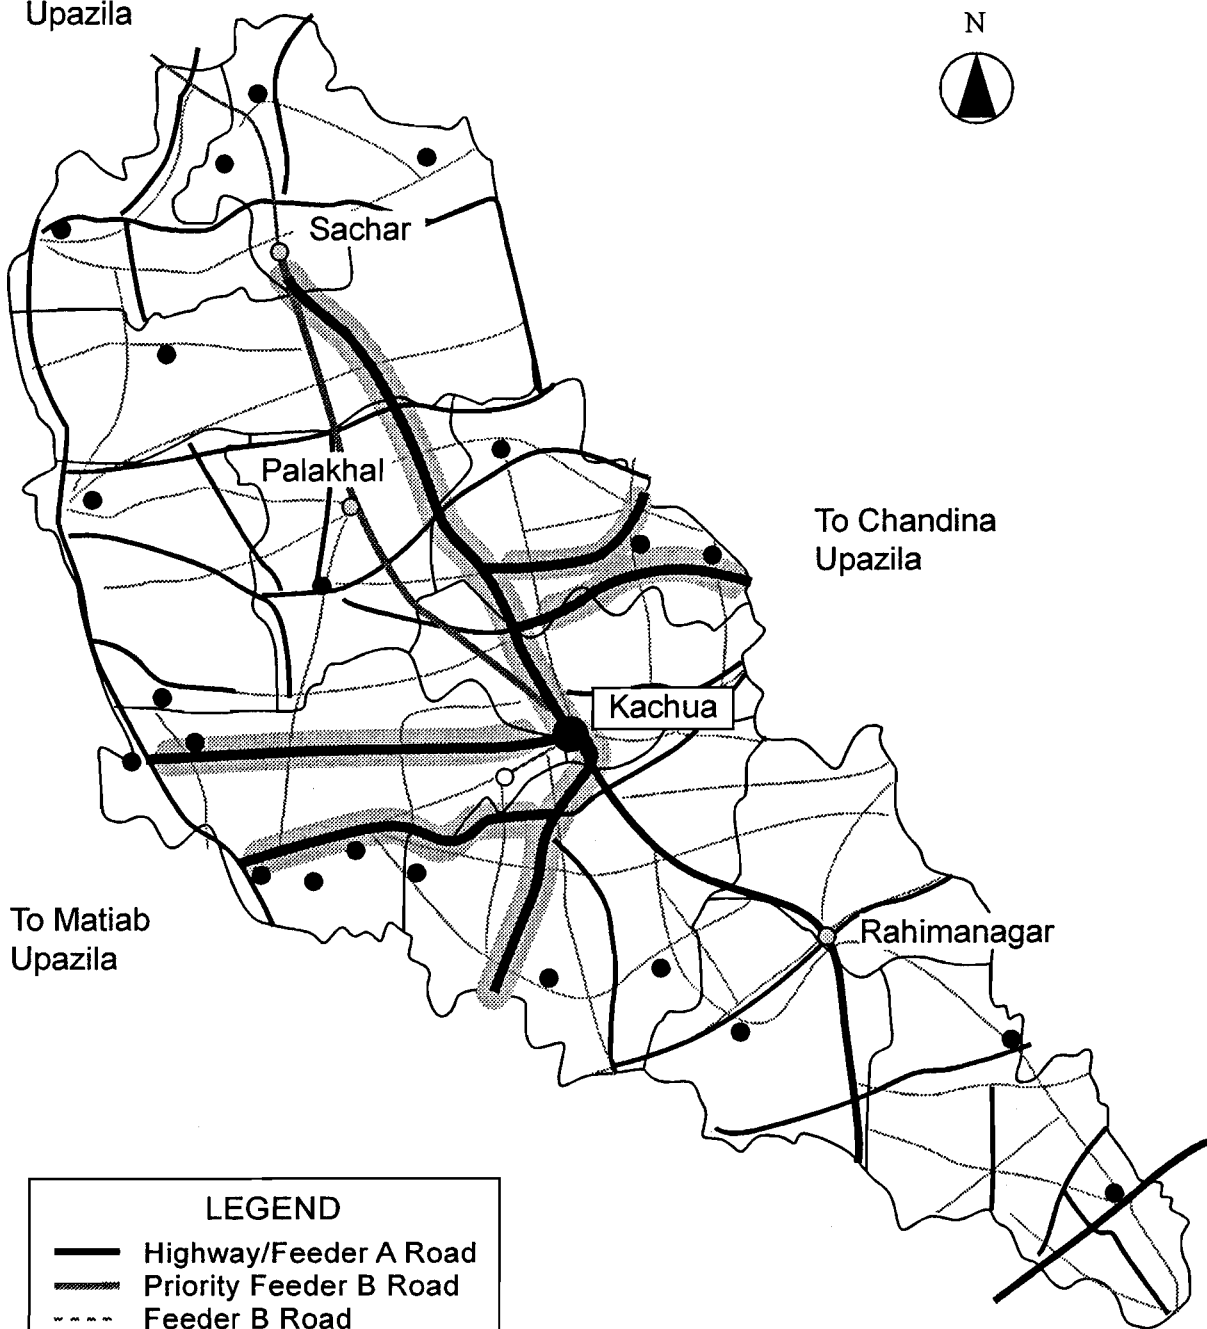 Upazila
N
Sachar
Palakhal
To Chandina
Upazila
Kachua
To Matiab
Upazila
Rahimanagar
LEGEND
Highway/Feeder A Road
Priority Feeder B Road
Feeder B Road